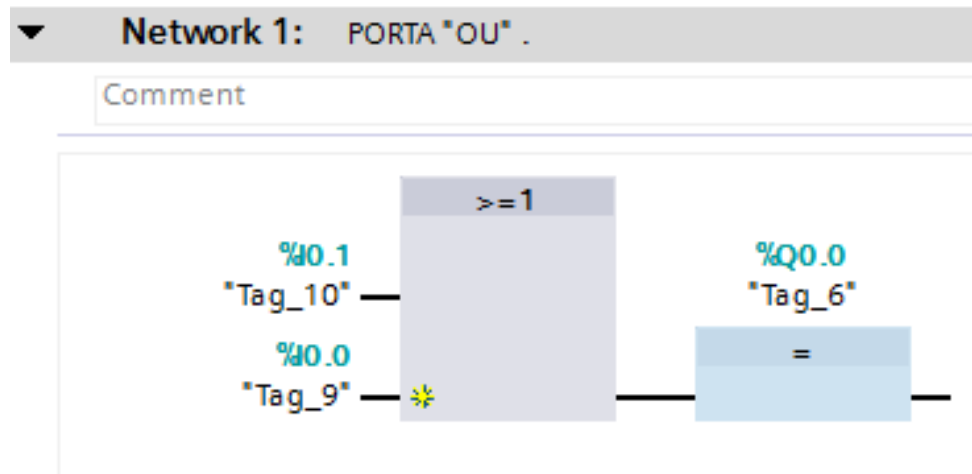 Network 1: PORTA "OU" .
Comment
>=1
%I0.1
"Tag_10"
%I0.0
"Tag_9"
%Q0.0
"Tag_6"
=